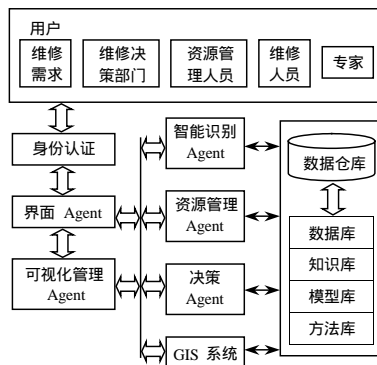 用户
维修
需求
维修决
策部门
资源管
理人员
维修
人员
专家
身份认证
界面 Agent
可视化管理
Agent
智能识别
Agent
资源管理
Agent
决策
Agent
GIS 系统
数据仓库
数据库
知识库
模型库
方法库